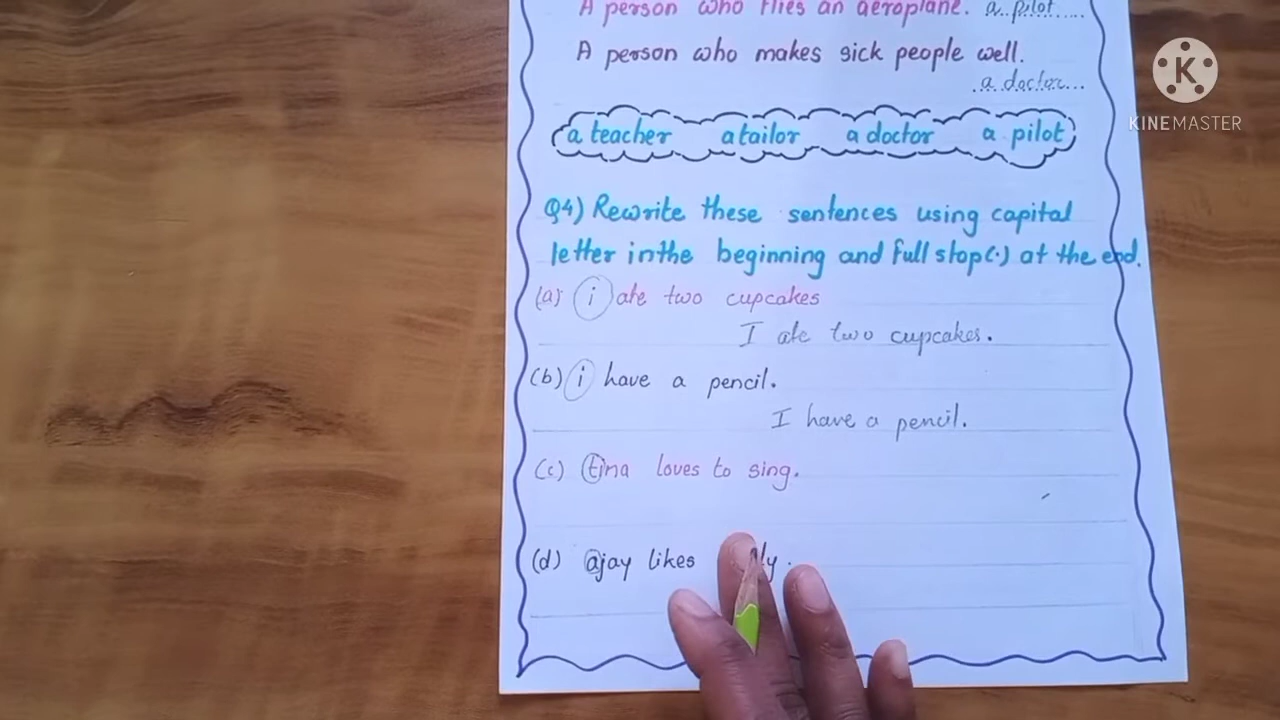 A person who flies an aeroplane. a pilot
A person who makes sick people well.
a doctor
a teacher a tailor a doctor a pilot
Q4) Rewrite these sentences using capital
letter in the beginning and full stop(.) at the end.
(a) i ate two cupcakes
I ate two cupcakes.
(b) i have a pencil.
I have a pencil.
(c) tina loves to sing.
(d) ajay likes
K
KINEMASTER